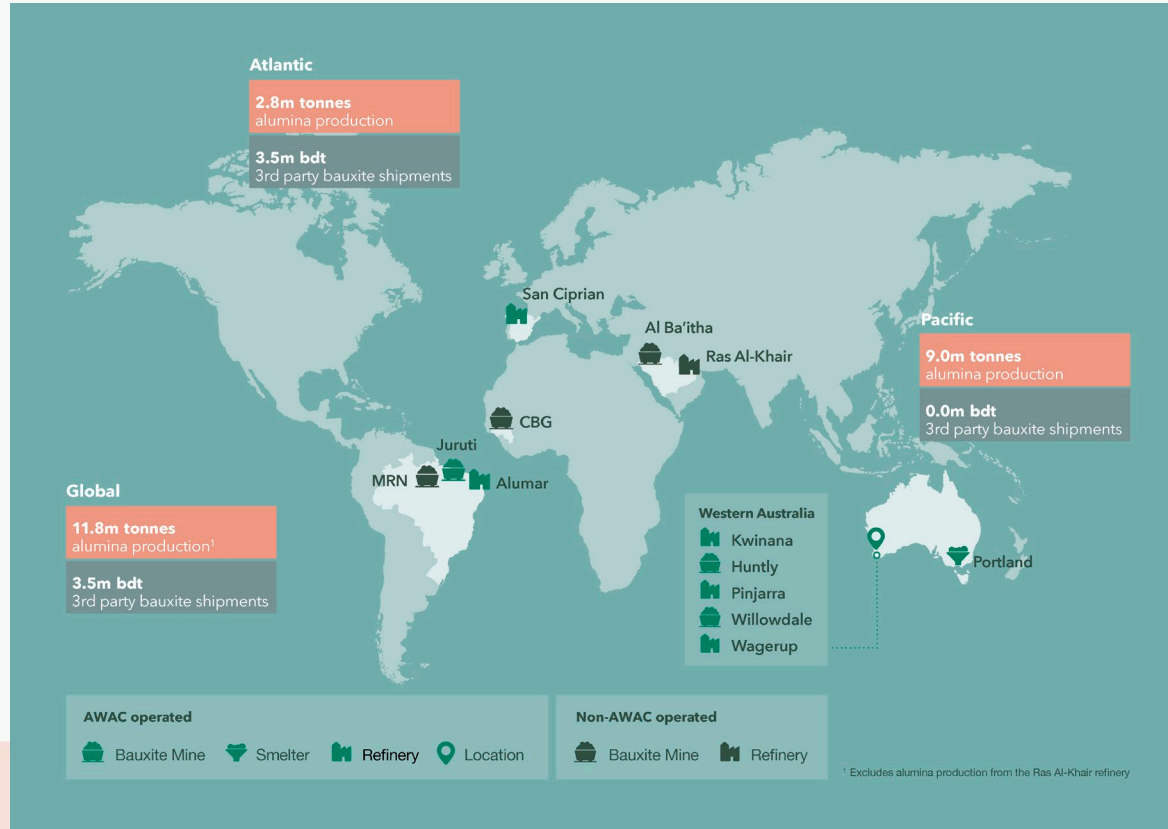 Atlantic
2.8m tonnes
alumina production
3.5m bdt
3rd party bauxite shipments
San Ciprian
Al Ba'itha
Ras Al-Khair
Pacific
9.0m tonnes
alumina production
0.0m bdt
3rd party bauxite shipments
CBG
Juruti
MRN
Alumar
Global
11.8m tonnes
alumina production¹
3.5m bdt
3rd party bauxite shipments
Western Australia
Kwinana
Huntly
Pinjarra
Willowdale
Wagerup
Portland
AWAC operated
Bauxite Mine Smelter Refinery Location
Non-AWAC operated
Bauxite Mine Refinery
¹ Excludes alumina production from the Ras Al-Khair refinery